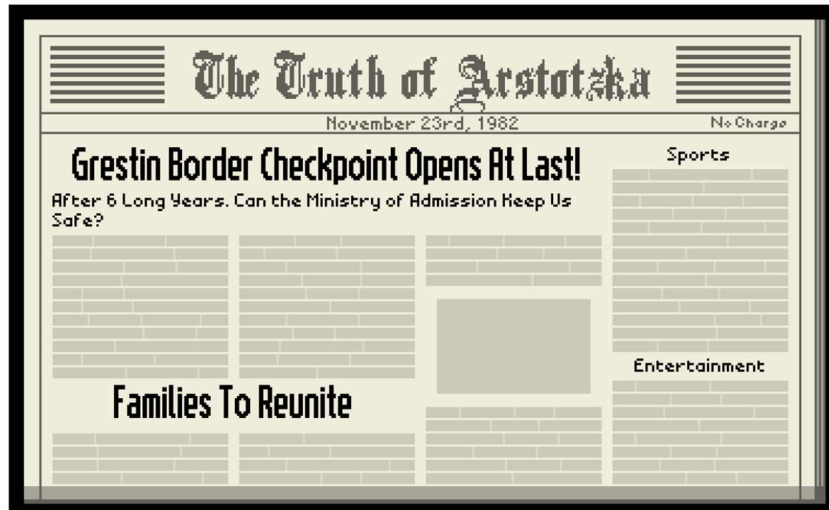 The Truth of Arstotzka
November 23rd, 1982
No Charge
Grestin Border Checkpoint Opens At Last!
After 6 Long Years. Can the Ministry of Admission Keep Us
Safe?
Families To Reunite
Sports
Entertainment